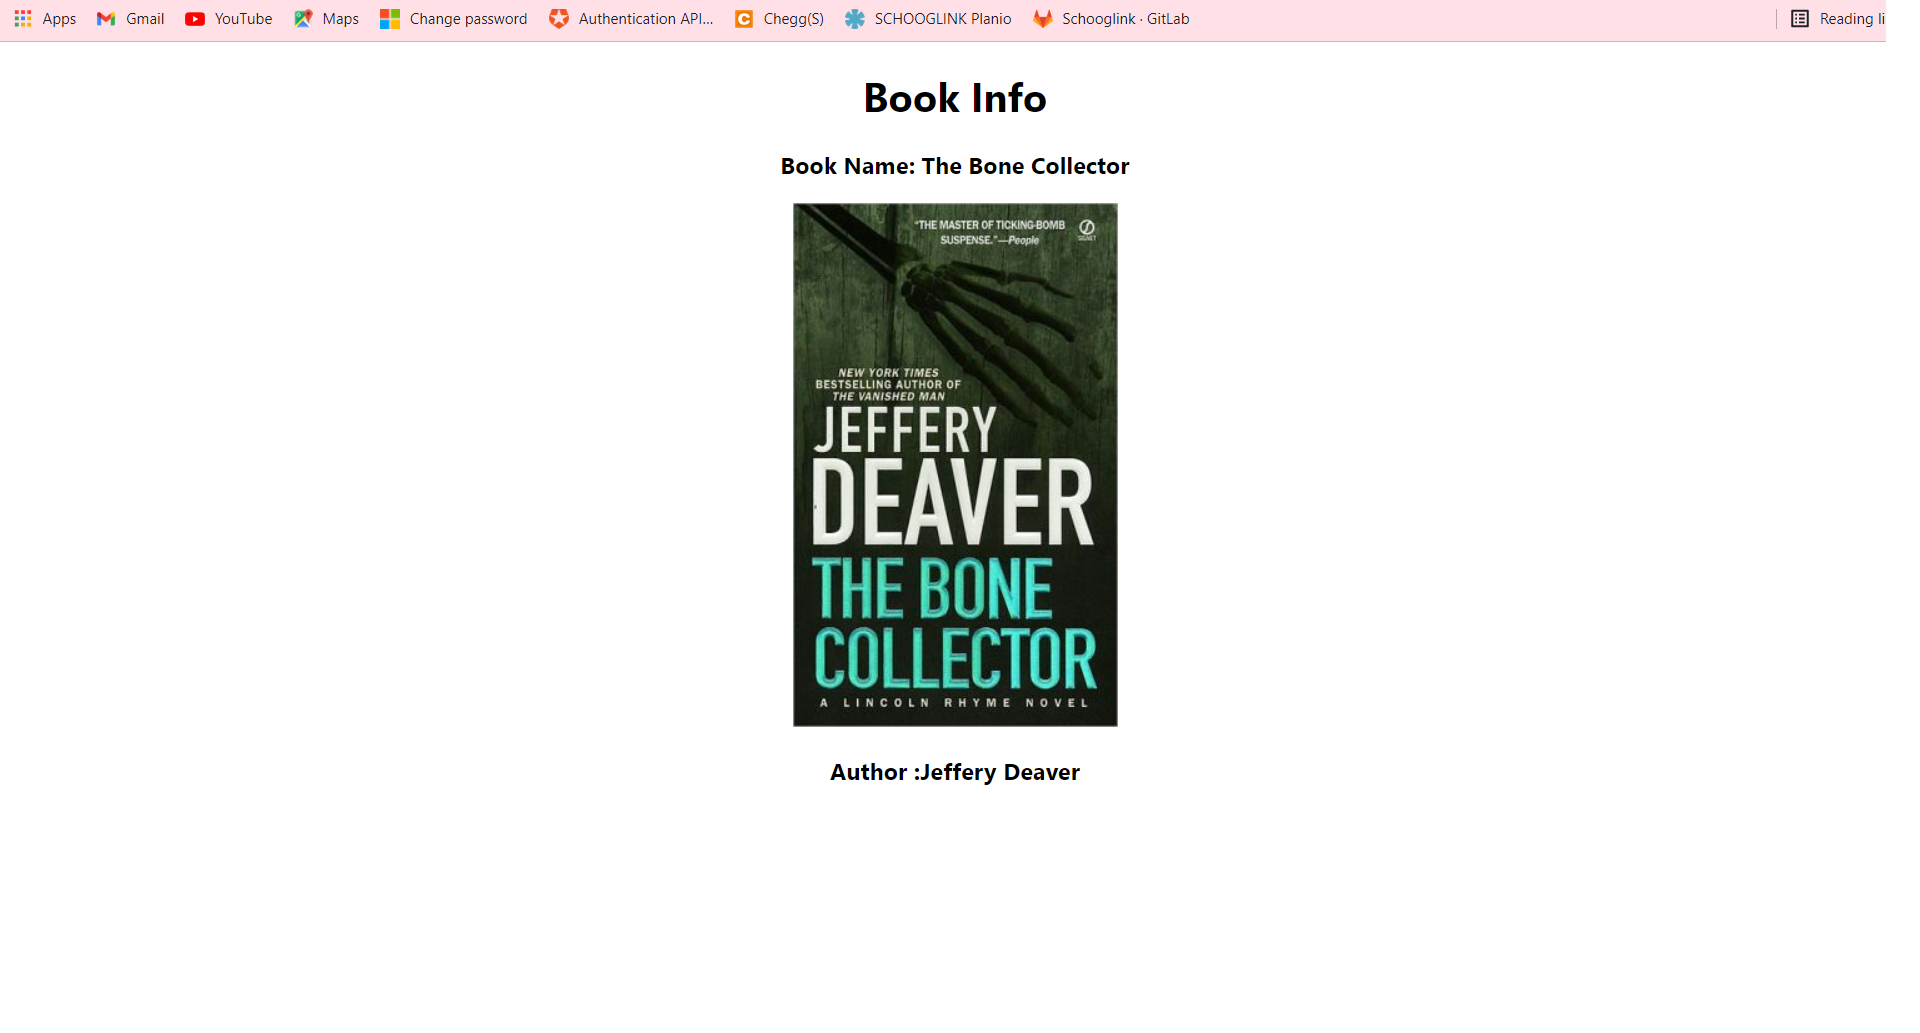 Apps Gmail YouTube Maps Change password Authentication API... Chegg(S) SCHOOGLINK Planio Schooglink · GitLab Reading li
Book Info
Book Name: The Bone Collector
"THE MASTER OF TICKING-BOMB
SUSPENSE."—People
SIGNET
NEW YORK TIMES
BESTSELLING AUTHOR OF
THE VANISHED MAN
JEFFERY
DEAVER
THE BONE
COLLECTOR
A LINCOLN RHYME NOVEL
Author :Jeffery Deaver